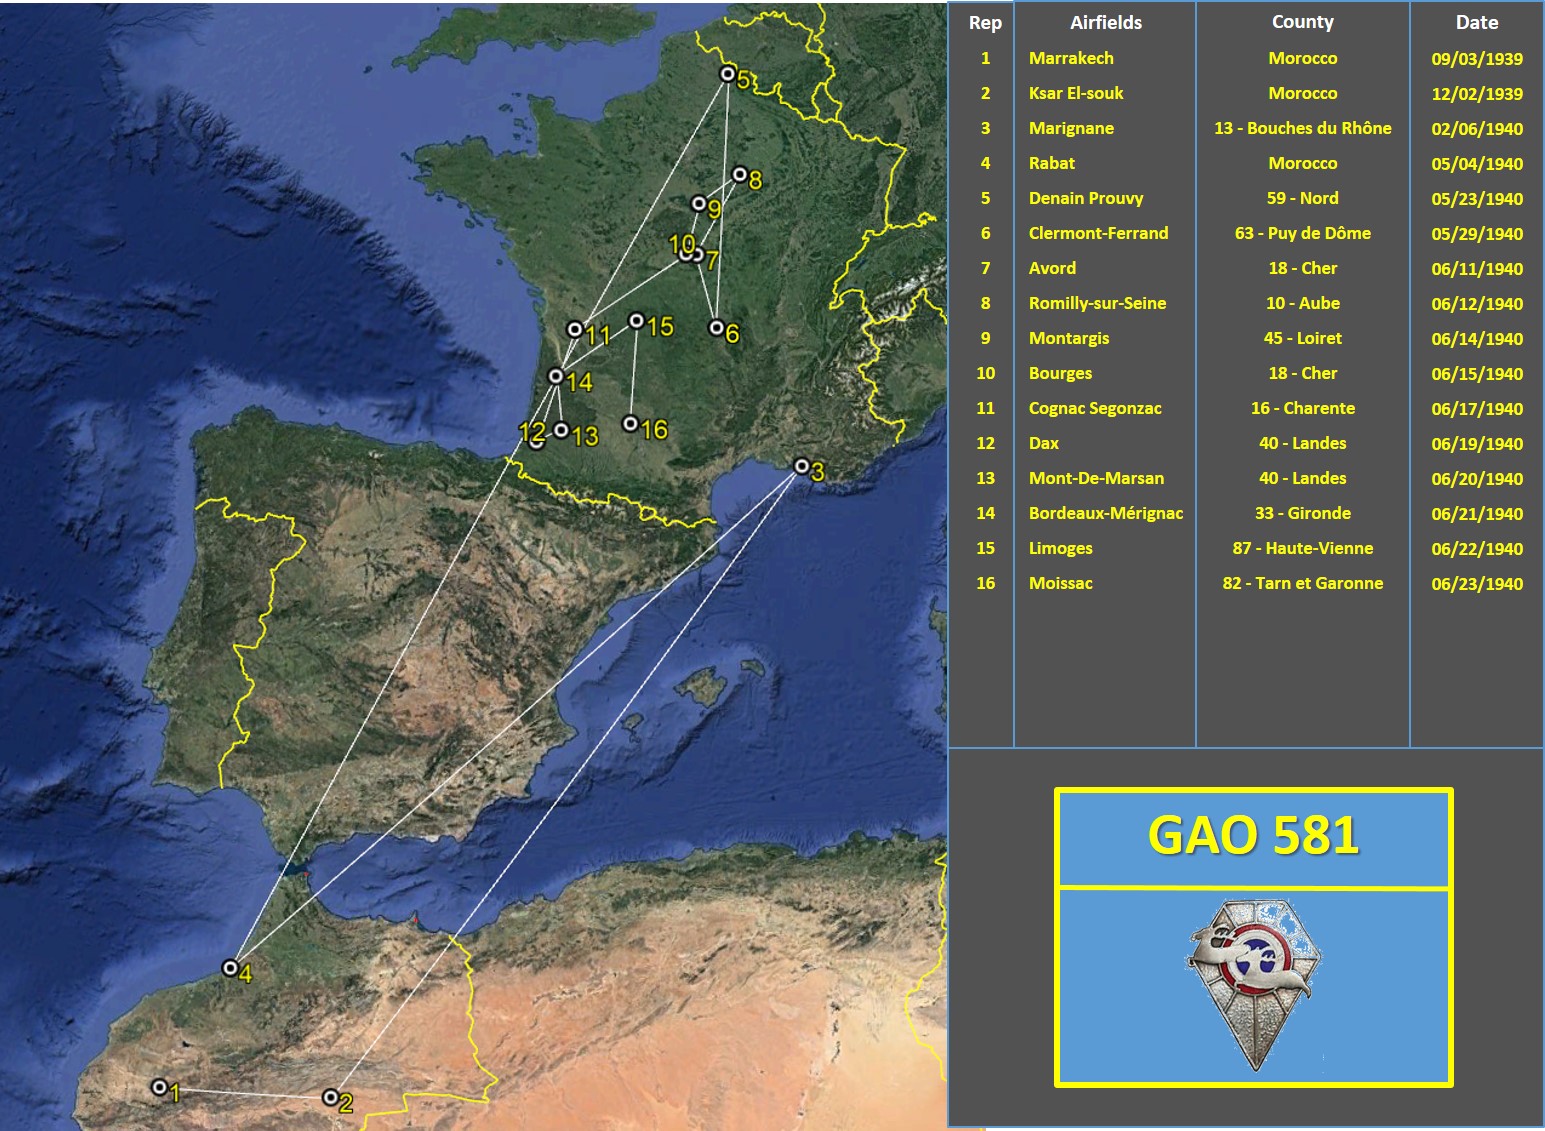 5
8
9
10
7
11
15
6
14
12
13
16
3
4
1
2
Rep Airfields County Date
1 Marrakech Morocco 09/03/1939
2 Ksar El-souk Morocco 12/02/1939
3 Marignane 13 - Bouches du Rhône 02/06/1940
4 Rabat Morocco 05/04/1940
5 Denain Prouvy 59 - Nord 05/23/1940
6 Clermont-Ferrand 63 - Puy de Dôme 05/29/1940
7 Avord 18 - Cher 06/11/1940
8 Romilly-sur-Seine 10 - Aube 06/12/1940
9 Montargis 45 - Loiret 06/14/1940
10 Bourges 18 - Cher 06/15/1940
11 Cognac Segonzac 16 - Charente 06/17/1940
12 Dax 40 - Landes 06/19/1940
13 Mont-De-Marsan 40 - Landes 06/20/1940
14 Bordeaux-Mérignac 33 - Gironde 06/21/1940
15 Limoges 87 - Haute-Vienne 06/22/1940
16 Moissac 82 - Tarn et Garonne 06/23/1940
GAO 581